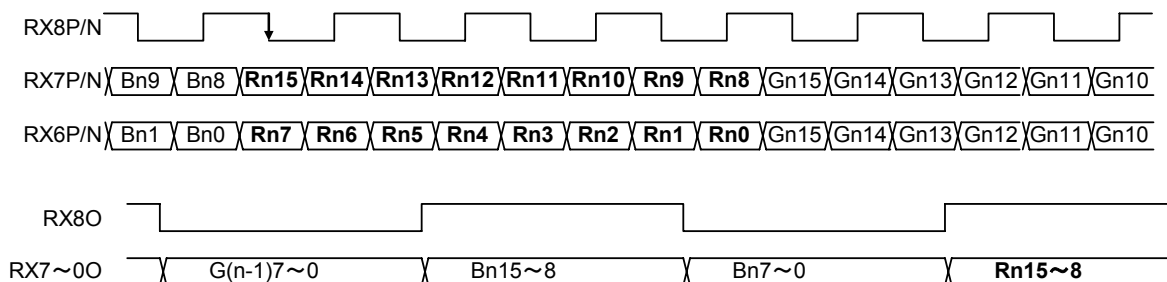 RX8P/N
RX7P/N Bn9 Bn8 Rn15 Rn14 Rn13 Rn12 Rn11 Rn10 Rn9 Rn8 Gn15 Gn14 Gn13 Gn12 Gn11 Gn10
RX6P/N Bn1 Bn0 Rn7 Rn6 Rn5 Rn4 Rn3 Rn2 Rn1 Rn0 Gn15 Gn14 Gn13 Gn12 Gn11 Gn10
RX8O
RX7～0O G(n-1)7～0 Bn15～8 Bn7～0 Rn15～8